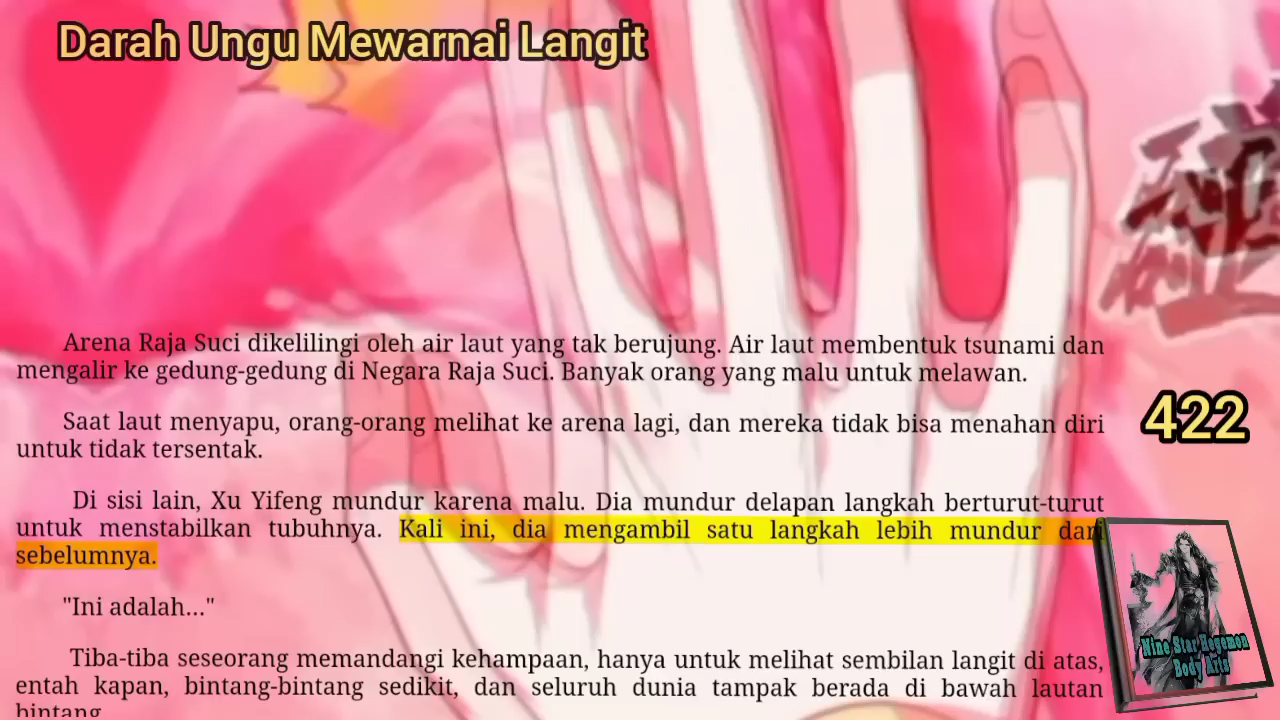 Darah Ungu Mewarnai Langit
Arena Raja Suci dikelilingi oleh air laut yang tak berujung. Air laut membentuk tsunami dan
mengalir ke gedung-gedung di Negara Raja Suci. Banyak orang yang malu untuk melawan.
Saat laut menyapu, orang-orang melihat ke arena lagi, dan mereka tidak bisa menahan diri
untuk tidak tersentak.
422
Di sisi lain, Xu Yifeng mundur karena malu. Dia mundur delapan langkah berturut-turut
untuk menstabilkan tubuhnya. Kali ini, dia mengambil satu langkah lebih mundur dari
sebelumnya.
"Ini adalah..."
Tiba-tiba seseorang memandangi kehampaan, hanya untuk melihat sembilan langit di atas,
entah kapan, bintang-bintang sedikit, dan seluruh dunia tampak berada di bawah lautan
bintang.
Nine Star Hegemon
Body Arts